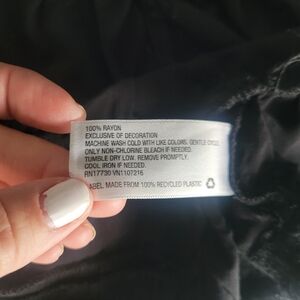 100% RAYON
EXCLUSIVE OF DECORATION
MACHINE WASH COLD WITH LIKE COLORS. GENTLE CYCLE.
ONLY NON-CHLORINE BLEACH IF NEEDED.
TUMBLE DRY LOW. REMOVE PROMPTLY.
COOL IRON IF NEEDED.
RN17730 VN1107216
LABEL MADE FROM 100% RECYCLED PLASTIC